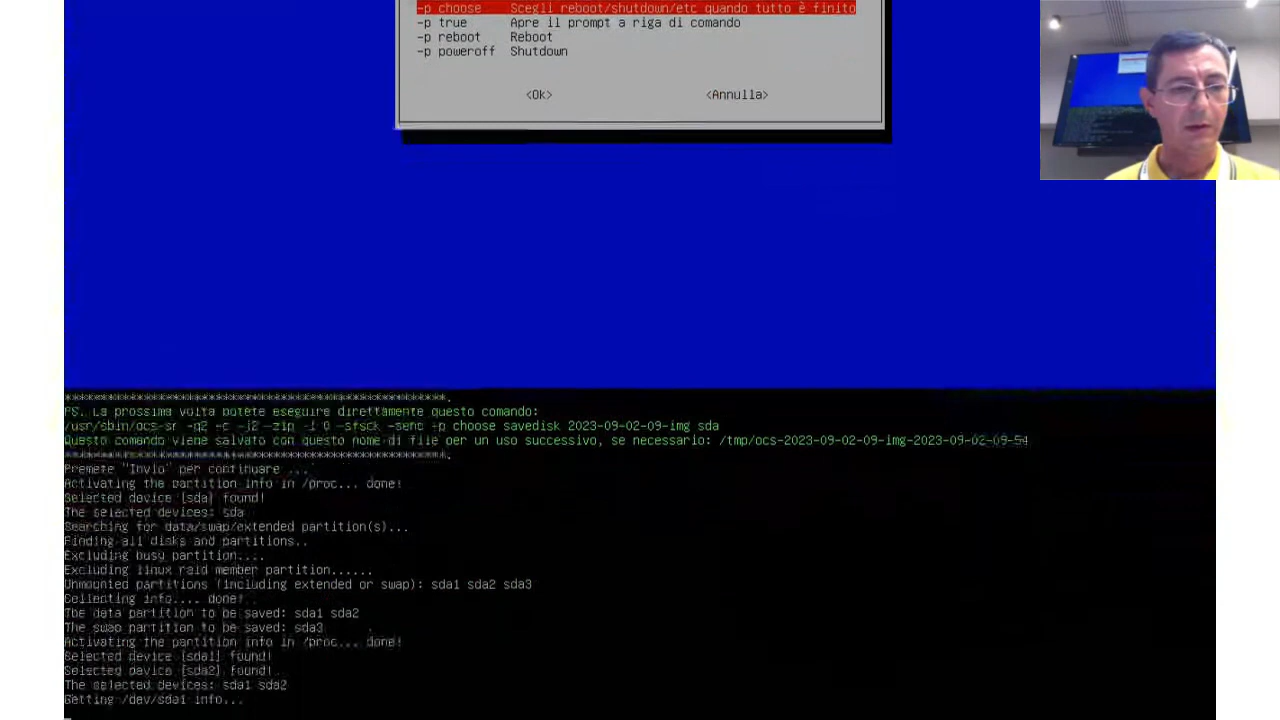 -p choose Scegli reboot/shutdown/etc quando tutto è finito
-p true Apre il prompt a riga di comando
-p reboot Reboot
-p poweroff Shutdown
<Ok> <Annulla>
*****************************************************.
PS. La prossima volta potete eseguire direttamente questo comando:
/usr/sbin/ocs-sr -q2 -c -j2 -zip -i 0 -sfsck -senc -p choose savedisk 2023-09-02-09-img sda
Questo comando viene salvato con questo nome di file per un uso successivo, se necessario: /tmp/ocs-2023-09-02-09-img-2023-09-02-09-54
*****************************************************.
Premete "Invio" per continuare ...
Activating the partition info in /proc... done!
Selected device [sda] found!
The selected devices: sda
Searching for data/swap/extended partition(s)...
Finding all disks and partitions..
Excluding busy partition....
Excluding linux raid member partition......
Unmounted partitions (including extended or swap): sda1 sda2 sda3
Collecting info.... done!
The data partition to be saved: sda1 sda2
The swap partition to be saved: sda3
Activating the partition info in /proc... done!
Selected device [sda1] found!
Selected device [sda2] found!
The selected devices: sda1 sda2
Getting /dev/sda1 info...